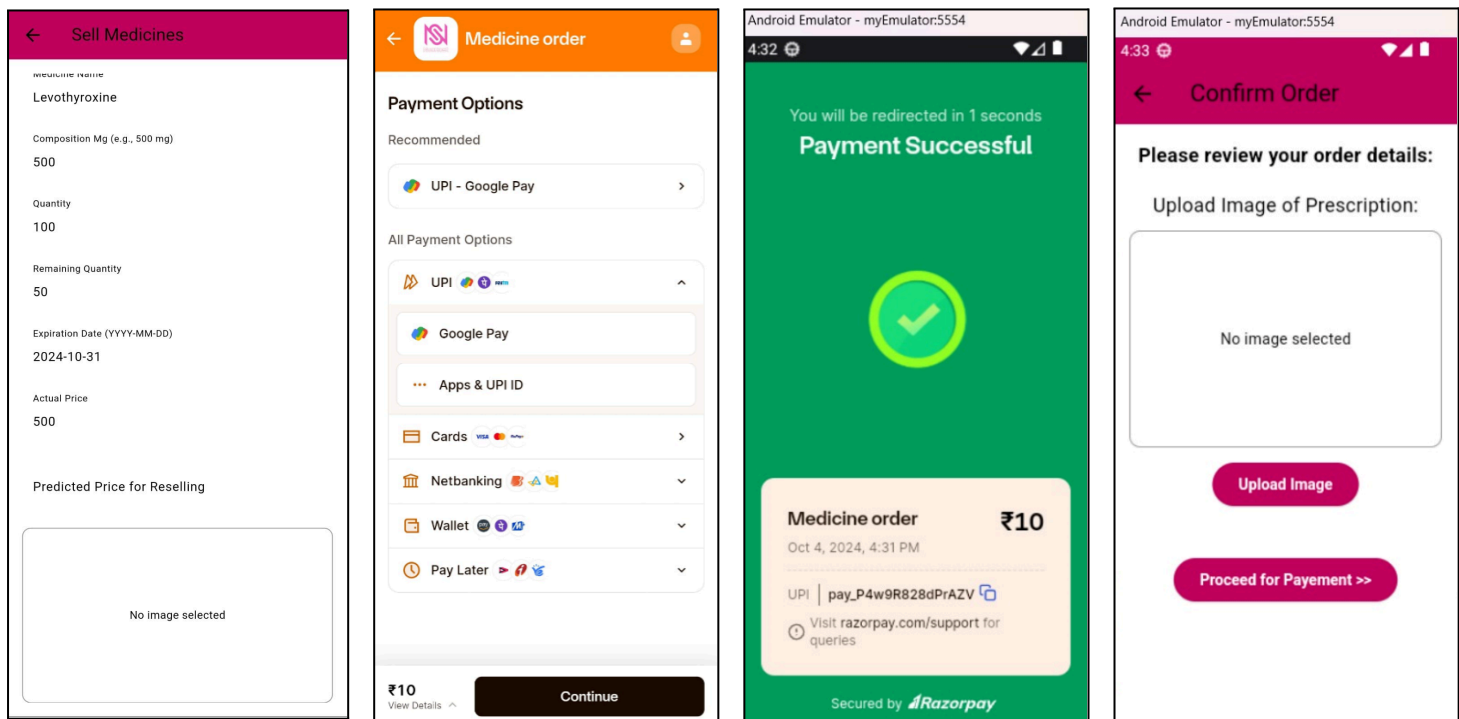 Sell Medicines
Medicine Name
Levothyroxine
Composition Mg (e.g., 500 mg)
500
Quantity
100
Remaining Quantity
50
Expiration Date (YYYY-MM-DD)
2024-10-31
Actual Price
500
Predicted Price for Reselling
No image selected
Medicine order
Payment Options
Recommended
UPI - Google Pay
All Payment Options
UPI
Google Pay
Apps & UPI ID
Cards VISA
Netbanking
Wallet
Pay Later
₹10
View Details
Continue
Android Emulator - myEmulator:5554
4:32
You will be redirected in 1 seconds
Payment Successful
Medicine order ₹10
Oct 4, 2024, 4:31 PM
UPI | pay_P4w9R828dPrAZV
Visit razorpay.com/support for
queries
Secured by Razorpay
Android Emulator - myEmulator:5554
4:33
Confirm Order
Please review your order details:
Upload Image of Prescription:
No image selected
Upload Image
Proceed for Payement >>